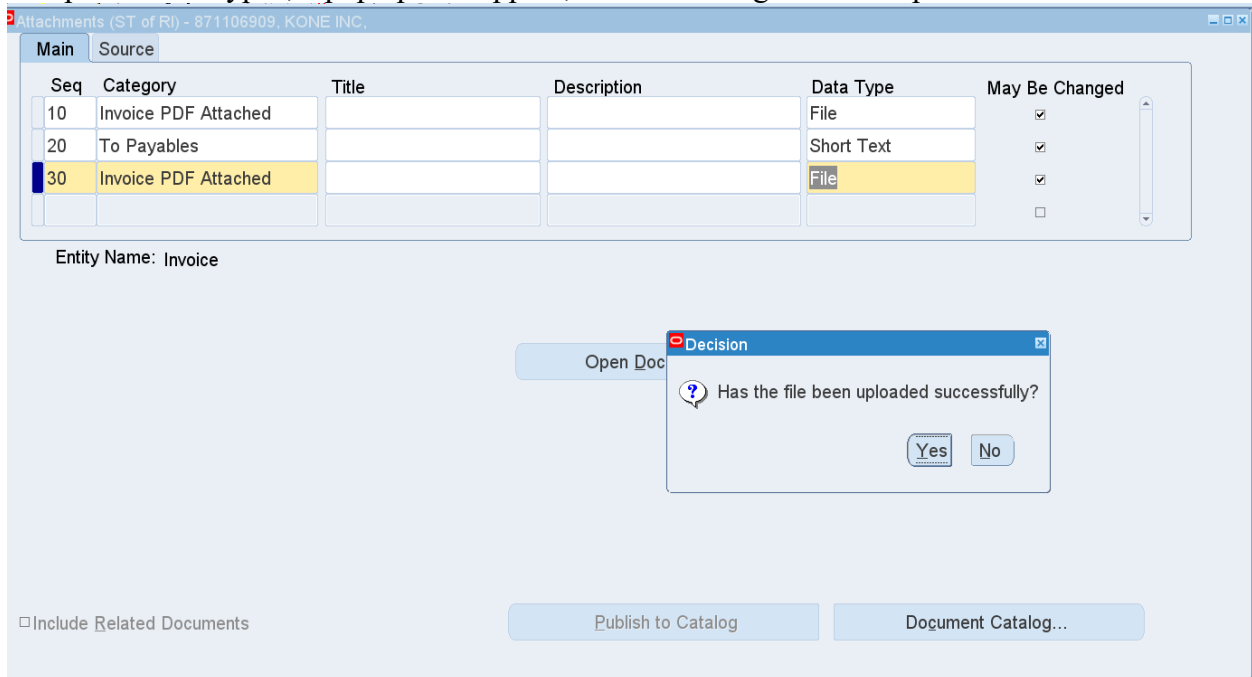 Attachments (ST of RI) - 871106909, KONE INC,
Main Source
Seq Category Title Description Data Type May Be Changed
10 Invoice PDF Attached File
20 To Payables Short Text
30 Invoice PDF Attached File
Entity Name: Invoice
Open Doc
Decision
? Has the file been uploaded successfully?
Yes No
Include Related Documents Publish to Catalog Document Catalog...